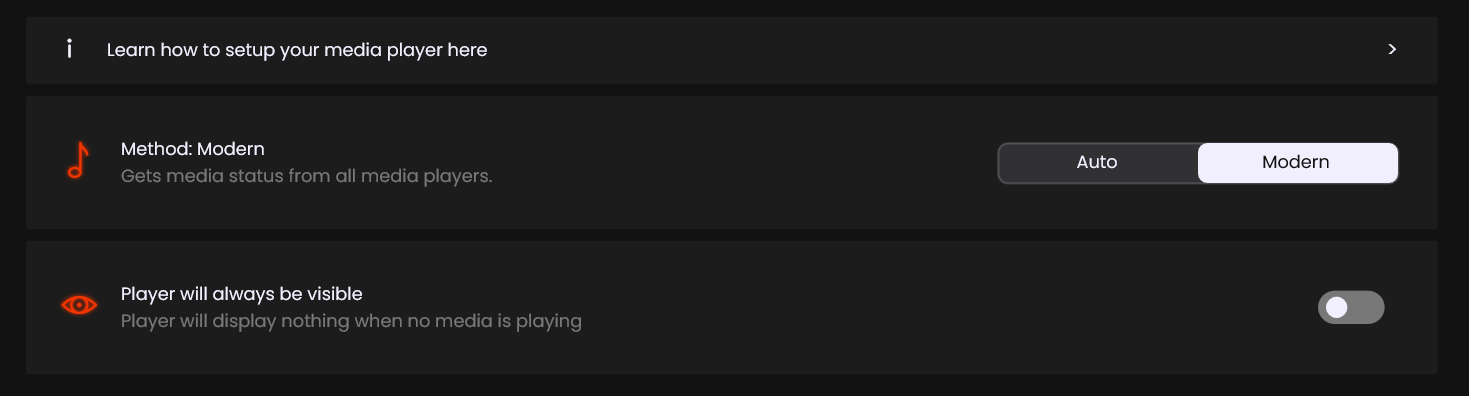 Learn how to setup your media player here
Method: Modern
Gets media status from all media players.
Auto
Modern
Player will always be visible
Player will display nothing when no media is playing